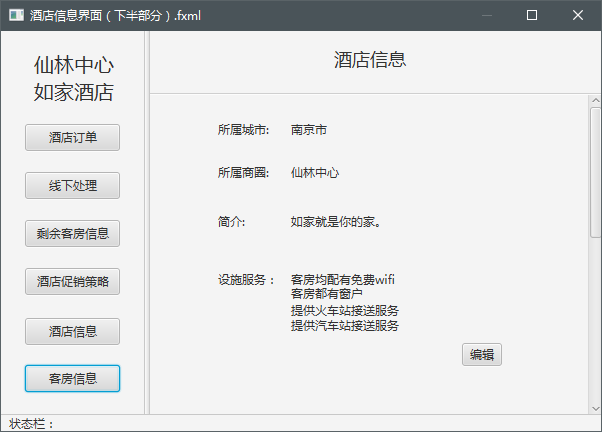 酒店信息界面（下半部分）.fxml
仙林中心
如家酒店
酒店订单
线下处理
剩余客房信息
酒店促销策略
酒店信息
客房信息
酒店信息
所属城市: 南京市
所属商圈: 仙林中心
简介: 如家就是你的家。
设施服务： 客房均配有免费wifi
客房都有窗户
提供火车站接送服务
提供汽车站接送服务
编辑
状态栏：